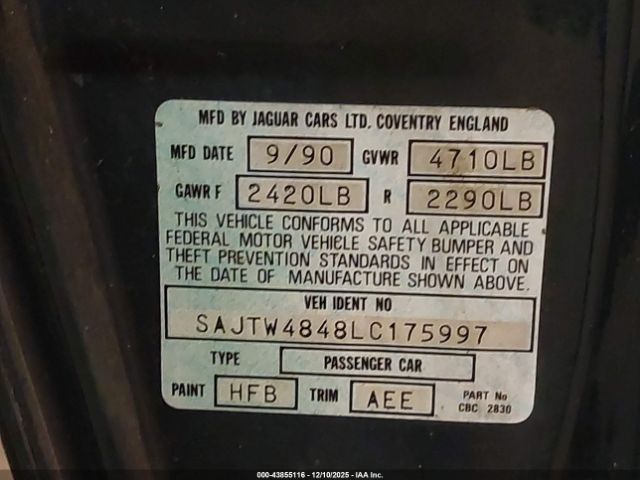 MFD BY JAGUAR CARS LTD. COVENTRY ENGLAND
MFD DATE 9/90 GVWR 4710LB
GAWR F 2420LB R 2290LB
THIS VEHICLE CONFORMS TO ALL APPLICABLE
FEDERAL MOTOR VEHICLE SAFETY BUMPER AND
THEFT PREVENTION STANDARDS IN EFFECT ON
THE DATE OF MANUFACTURE SHOWN ABOVE.
VEH IDENT NO
SAJTW4848LC175997
TYPE PASSENGER CAR
PAINT HFB TRIM AEE PART No
CBC 2830
000-43855116 - 12/10/2025 - IAA Inc.